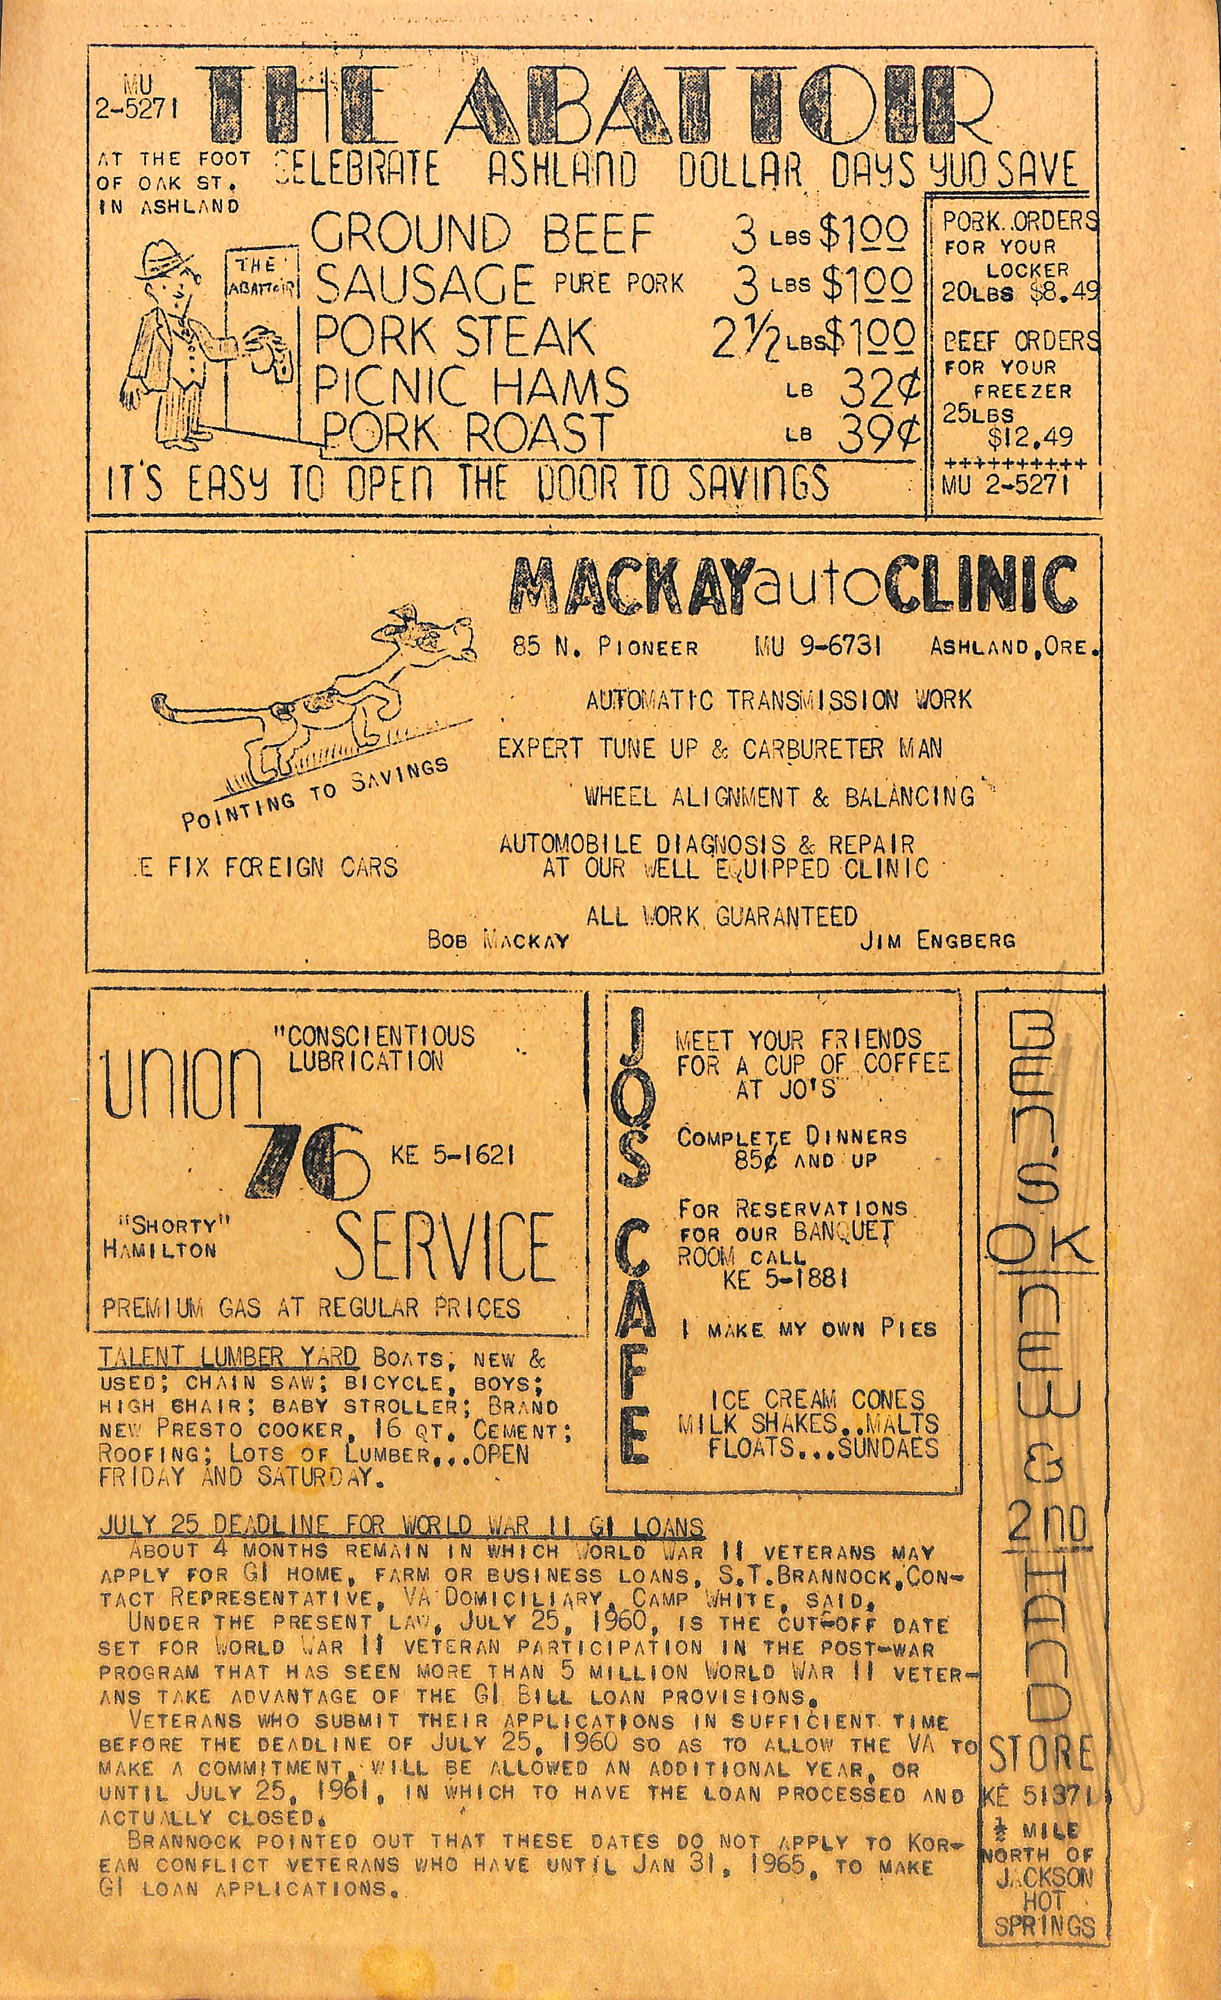 MU
2-5271
THE ABATTOIR
AT THE FOOT
OF OAK ST.
IN ASHLAND
CELEBRATE ASHLAND DOLLAR DAYS YUO SAVE
THE
ABATTOIR
GROUND BEEF 3 LBS $100
SAUSAGE PURE PORK 3 LBS $100
PORK STEAK 2½ LBS $100
PICNIC HAMS LB 32¢
PORK ROAST LB 39¢
IT'S EASY TO OPEN THE DOOR TO SAVINGS
PORK..ORDERS
FOR YOUR
LOCKER
20LBS $8.49
BEEF ORDERS
FOR YOUR
FREEZER
25LBS
$12.49
++++++++++
MU 2-5271
MACKAY auto CLINIC
85 N. PIONEER MU 9-6731 ASHLAND,ORE.
AUTOMATIC TRANSMISSION WORK
EXPERT TUNE UP & CARBURETER MAN
WHEEL ALIGNMENT & BALANCING
POINTING TO SAVINGS
AUTOMOBILE DIAGNOSIS & REPAIR
AT OUR WELL EQUIPPED CLINIC
E FIX FOREIGN CARS
ALL WORK GUARANTEED
BOB MACKAY JIM ENGBERG
"CONSCIENTIOUS
LUBRICATION
UNION
76 KE 5-1621
"SHORTY"
HAMILTON
SERVICE
PREMIUM GAS AT REGULAR PRICES
JOS CAFE
MEET YOUR FRIENDS
FOR A CUP OF COFFEE
AT JO'S
COMPLETE DINNERS
85¢ AND UP
FOR RESERVATIONS
FOR OUR BANQUET
ROOM CALL
KE 5-1881
I MAKE MY OWN PIES
ICE CREAM CONES
MILK SHAKES..MALTS
FLOATS...SUNDAES
BEN'S
OK
NEW
&
2ND
HAND
STORE
KE 51371
½ MILE
NORTH OF
JACKSON
HOT
SPRINGS
TALENT LUMBER YARD BOATS, NEW &
USED; CHAIN SAW; BICYCLE, BOYS;
HIGH CHAIR; BABY STROLLER; BRAND
NEW PRESTO COOKER, 16 QT. CEMENT;
ROOFING; LOTS OF LUMBER...OPEN
FRIDAY AND SATURDAY.
JULY 25 DEADLINE FOR WORLD WAR II GI LOANS
ABOUT 4 MONTHS REMAIN IN WHICH WORLD WAR II VETERANS MAY
APPLY FOR GI HOME, FARM OR BUSINESS LOANS, S.T.BRANNOCK,CON-
TACT REPRESENTATIVE, VA DOMICILIARY, CAMP WHITE, SAID.
UNDER THE PRESENT LAW, JULY 25, 1960, IS THE CUT-OFF DATE
SET FOR WORLD WAR II VETERAN PARTICIPATION IN THE POST-WAR
PROGRAM THAT HAS SEEN MORE THAN 5 MILLION WORLD WAR II VETER-
ANS TAKE ADVANTAGE OF THE GI BILL LOAN PROVISIONS.
VETERANS WHO SUBMIT THEIR APPLICATIONS IN SUFFICIENT TIME
BEFORE THE DEADLINE OF JULY 25, 1960 SO AS TO ALLOW THE VA TO
MAKE A COMMITMENT, WILL BE ALLOWED AN ADDITIONAL YEAR, OR
UNTIL JULY 25, 1961, IN WHICH TO HAVE THE LOAN PROCESSED AND
ACTUALLY CLOSED.
BRANNOCK POINTED OUT THAT THESE DATES DO NOT APPLY TO KOR-
EAN CONFLICT VETERANS WHO HAVE UNTIL JAN 31, 1965, TO MAKE
GI LOAN APPLICATIONS.